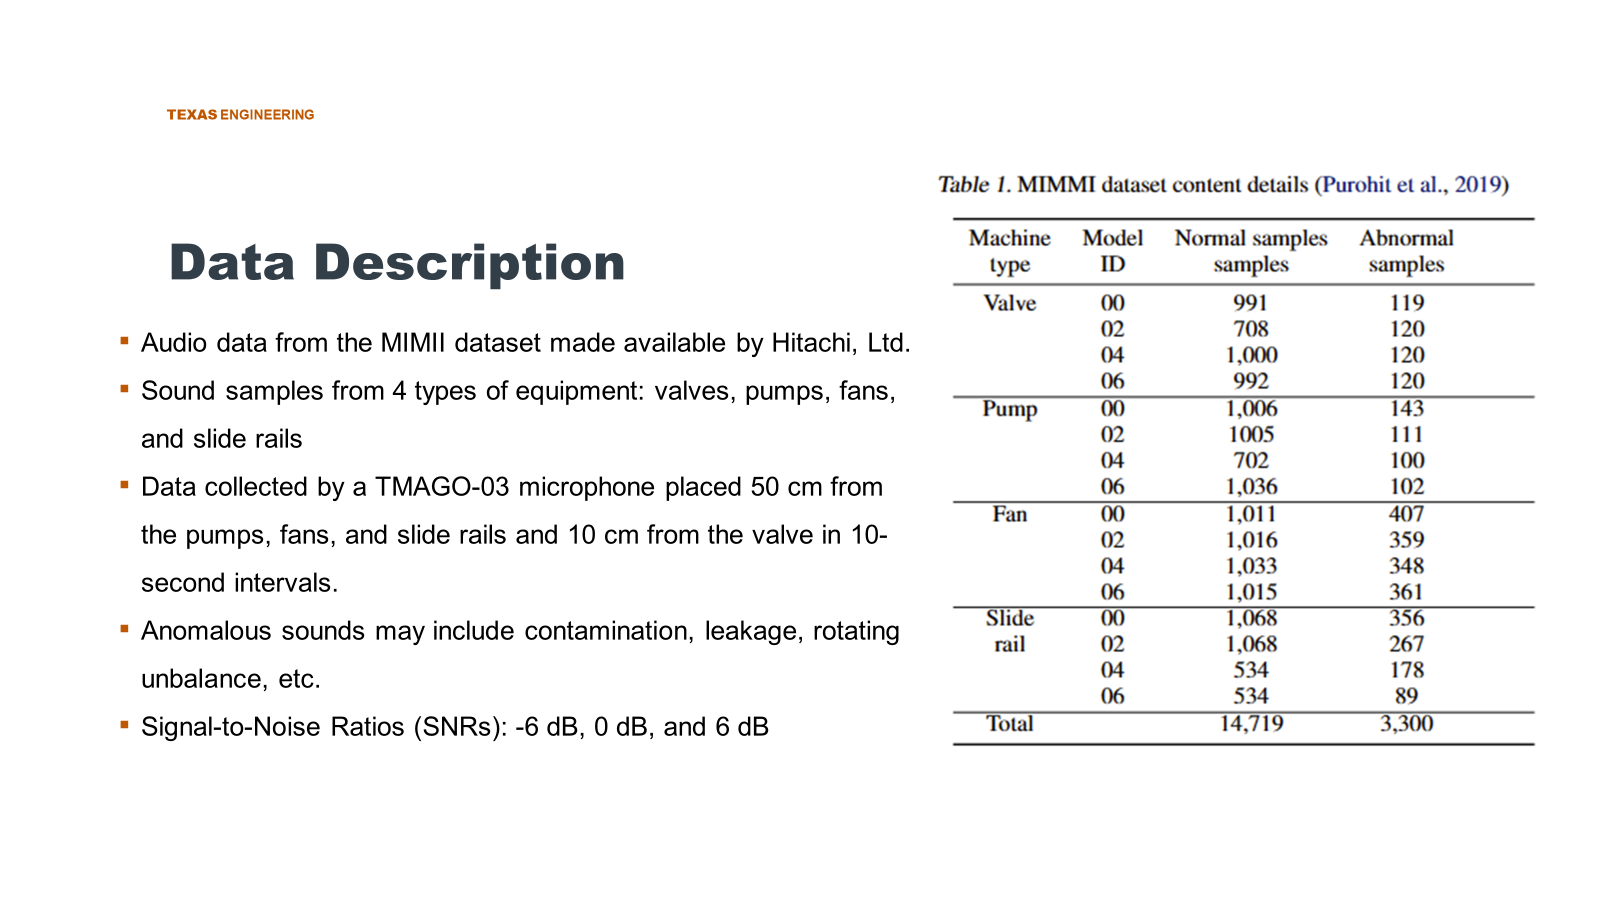 TEXAS ENGINEERING
Data Description
▪ Audio data from the MIMII dataset made available by Hitachi, Ltd.
▪ Sound samples from 4 types of equipment: valves, pumps, fans,
and slide rails
▪ Data collected by a TMAGO-03 microphone placed 50 cm from
the pumps, fans, and slide rails and 10 cm from the valve in 10-
second intervals.
▪ Anomalous sounds may include contamination, leakage, rotating
unbalance, etc.
▪ Signal-to-Noise Ratios (SNRs): -6 dB, 0 dB, and 6 dB
Table 1. MIMMI dataset content details (Purohit et al., 2019)
Machine Model Normal samples Abnormal
type ID samples samples
Valve 00 991 119
02 708 120
04 1,000 120
06 992 120
Pump 00 1,006 143
02 1005 111
04 702 100
06 1,036 102
Fan 00 1,011 407
02 1,016 359
04 1,033 348
06 1,015 361
Slide 00 1,068 356
rail 02 1,068 267
04 534 178
06 534 89
Total 14,719 3,300